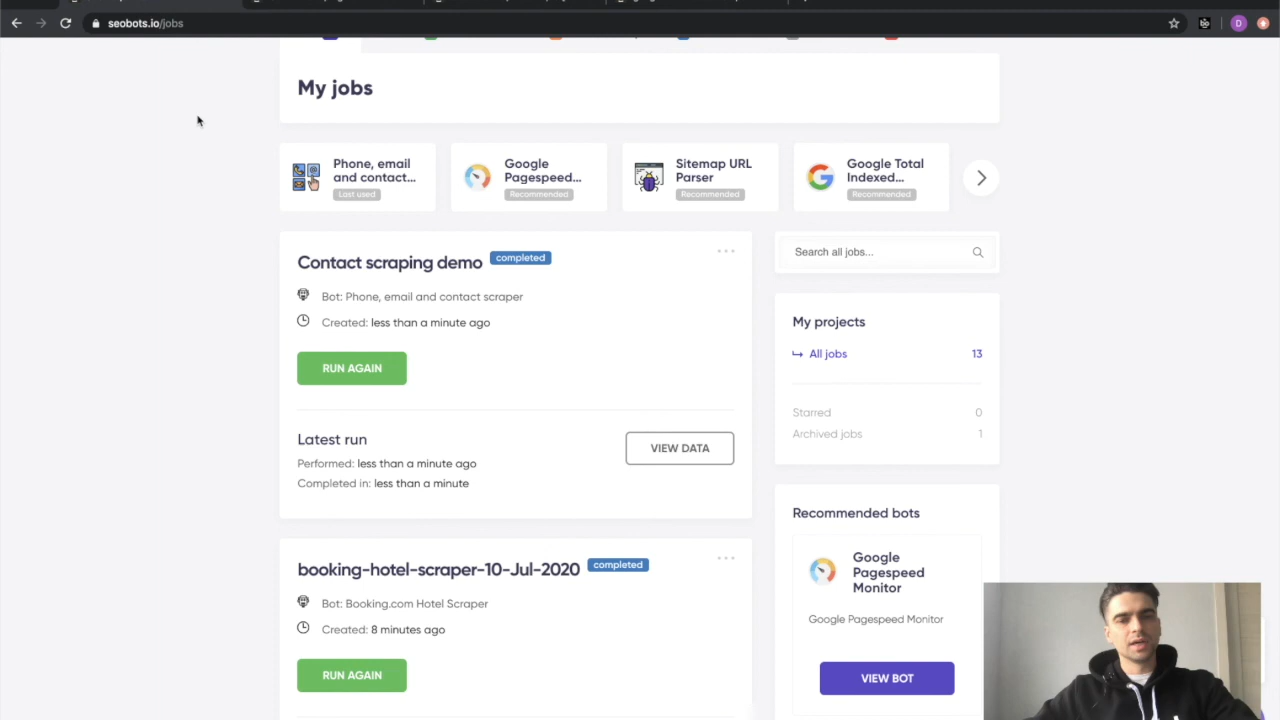 seobots.io/jobs
D
My jobs
Phone, email
and contact...
Last used
Google
Pagespeed...
Recommended
Sitemap URL
Parser
Recommended
Google Total
Indexed...
Recommended
Contact scraping demo completed
Bot: Phone, email and contact scraper
Created: less than a minute ago
RUN AGAIN
Latest run
Performed: less than a minute ago
Completed in: less than a minute
VIEW DATA
booking-hotel-scraper-10-Jul-2020 completed
Bot: Booking.com Hotel Scraper
Created: 8 minutes ago
RUN AGAIN
Search all jobs...
My projects
All jobs 13
Starred 0
Archived jobs 1
Recommended bots
Google
Pagespeed
Monitor
Google Pagespeed Monitor
VIEW BOT